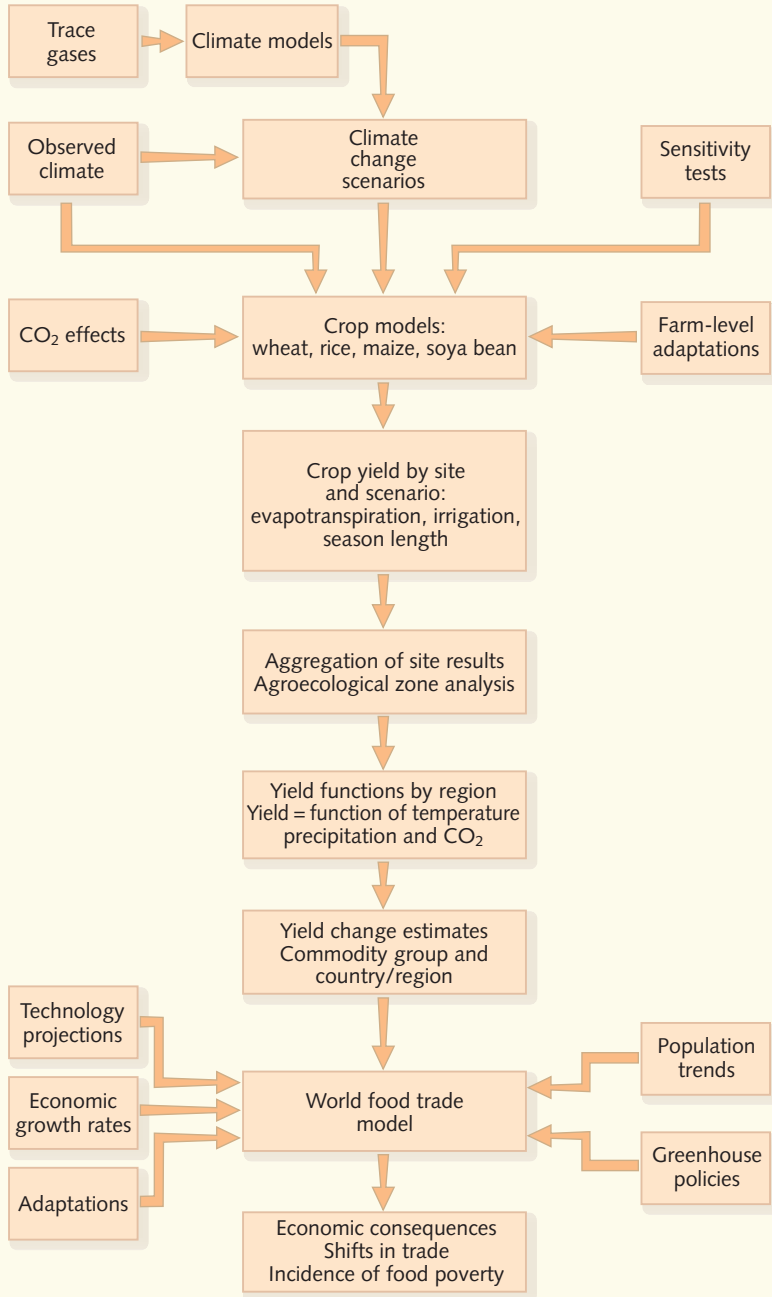 Trace
gases
Climate models
Observed
climate
Climate
change
scenarios
Sensitivity
tests
CO₂ effects
Crop models:
wheat, rice, maize, soya bean
Farm-level
adaptations
Crop yield by site
and scenario:
evapotranspiration, irrigation,
season length
Aggregation of site results
Agroecological zone analysis
Yield functions by region
Yield = function of temperature
precipitation and CO₂
Yield change estimates
Commodity group and
country/region
Technology
projections
Economic
growth rates
Adaptations
World food trade
model
Population
trends
Greenhouse
policies
Economic consequences
Shifts in trade
Incidence of food poverty